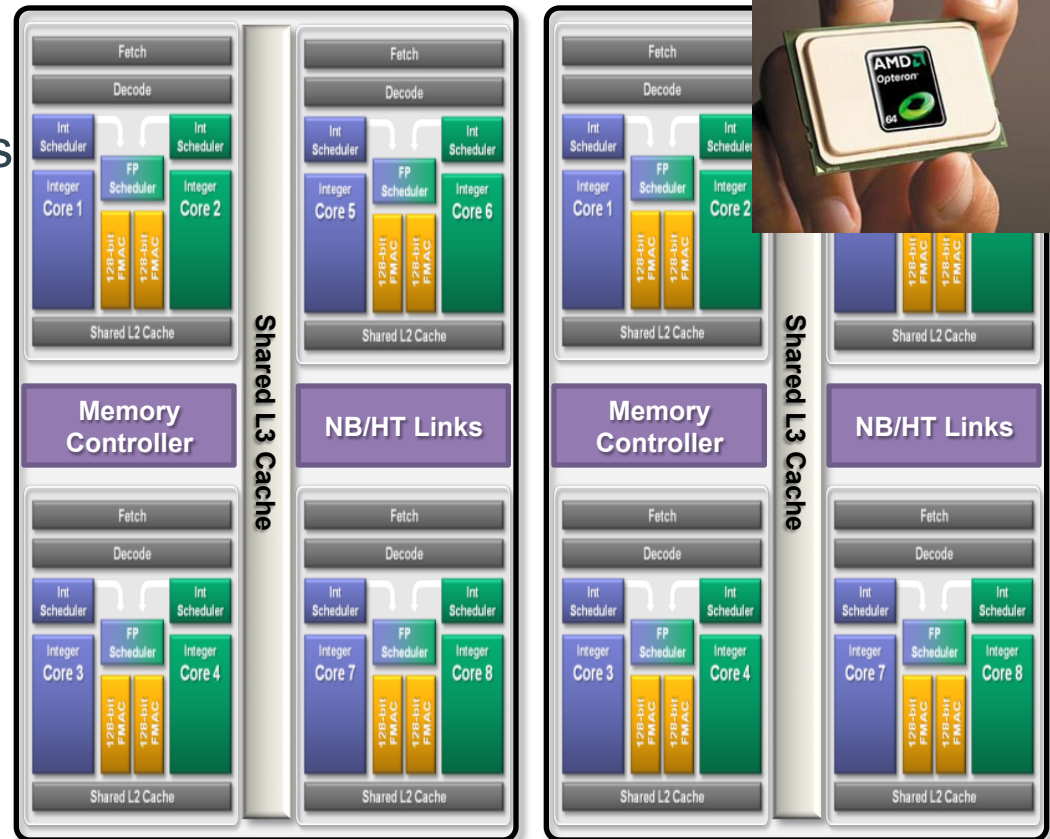 s
Fetch
Decode
Int
Scheduler
Int
Scheduler
FP
Scheduler
Integer
Core 1
Integer
Core 2
128-bit
FMAC
128-bit
FMAC
Shared L2 Cache
Fetch
Decode
Int
Scheduler
Int
Scheduler
FP
Scheduler
Integer
Core 5
Integer
Core 6
128-bit
FMAC
128-bit
FMAC
Shared L2 Cache
Shared L3 Cache
Memory
Controller
NB/HT Links
Fetch
Decode
Int
Scheduler
Int
Scheduler
FP
Scheduler
Integer
Core 3
Integer
Core 4
128-bit
FMAC
128-bit
FMAC
Shared L2 Cache
Fetch
Decode
Int
Scheduler
Int
Scheduler
FP
Scheduler
Integer
Core 7
Integer
Core 8
128-bit
FMAC
128-bit
FMAC
Shared L2 Cache
Fetch
Decode
Int
Scheduler
Int
Scheduler
FP
Scheduler
Integer
Core 1
Integer
Core 2
128-bit
FMAC
128-bit
FMAC
Shared L2 Cache
AMD
Opteron
64
128-bit
FMAC
128-bit
FMAC
Shared L2 Cache
Shared L3 Cache
Memory
Controller
NB/HT Links
Fetch
Decode
Int
Scheduler
Int
Scheduler
FP
Scheduler
Integer
Core 3
Integer
Core 4
128-bit
FMAC
128-bit
FMAC
Shared L2 Cache
Fetch
Decode
Int
Scheduler
Int
Scheduler
FP
Scheduler
Integer
Core 7
Integer
Core 8
128-bit
FMAC
128-bit
FMAC
Shared L2 Cache